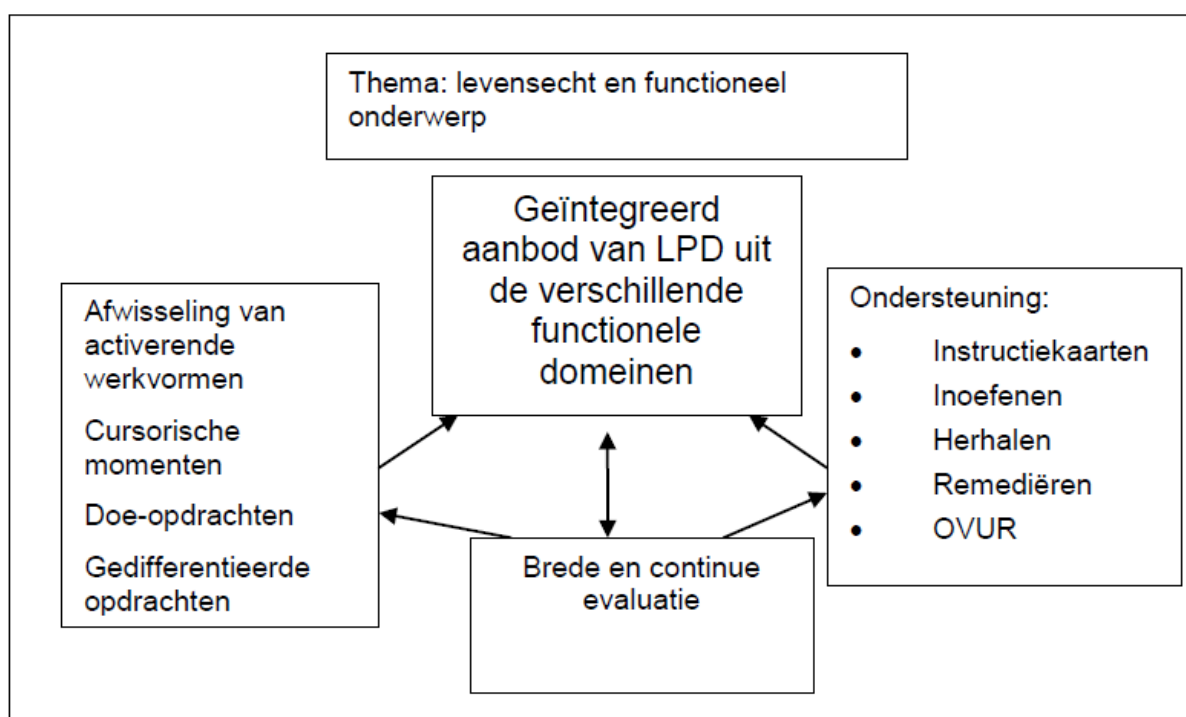 Thema: levensecht en functioneel
onderwerp
Geïntegreerd
aanbod van LPD uit
de verschillende
functionele
domeinen
Afwisseling van
activerende
werkvormen
Cursorische
momenten
Doe-opdrachten
Gedifferentieerde
opdrachten
Ondersteuning:
• Instructiekaarten
• Inoefenen
• Herhalen
• Remediëren
• OVUR
Brede en continue
evaluatie